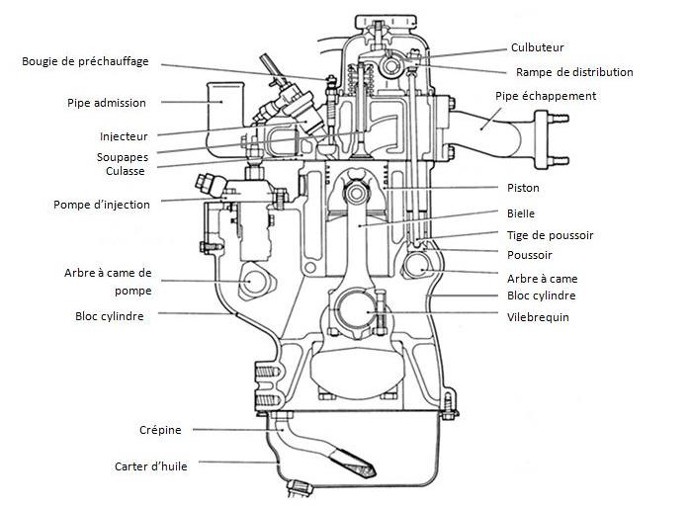 Bougie de préchauffage
Pipe admission
Injecteur
Soupapes
Culasse
Pompe d'injection
Arbre à came de
pompe
Bloc cylindre
Crépine
Carter d'huile
Culbuteur
Rampe de distribution
Pipe échappement
Piston
Bielle
Tige de poussoir
Poussoir
Arbre à came
Bloc cylindre
Vilebrequin